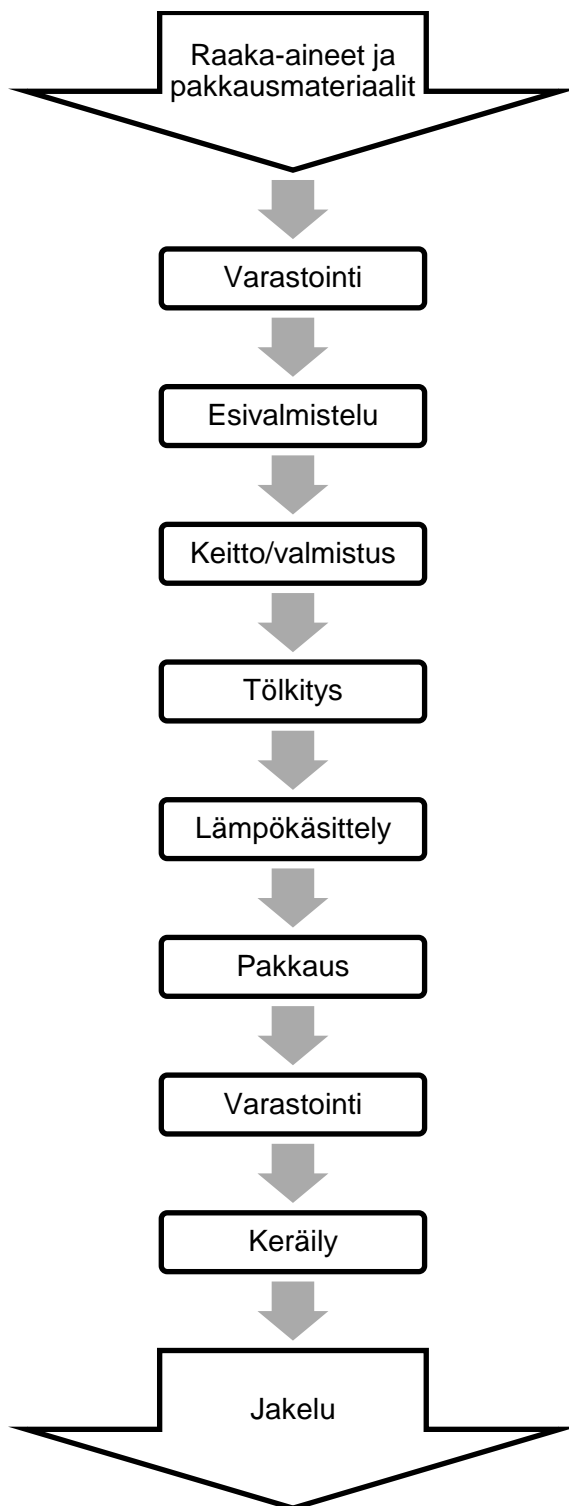 Raaka-aineet ja
pakkausmateriaalit
Varastointi
Esivalmistelu
Keitto/valmistus
Tölkitys
Lämpökäsittely
Pakkaus
Varastointi
Keräily
Jakelu